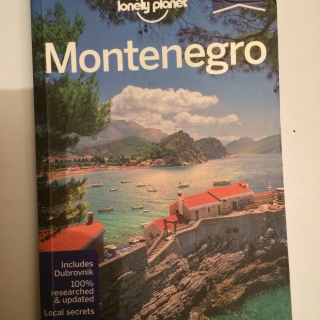 lonely planet
Montenegro
Includes
Dubrovnik
100%
researched
& updated
Local secrets